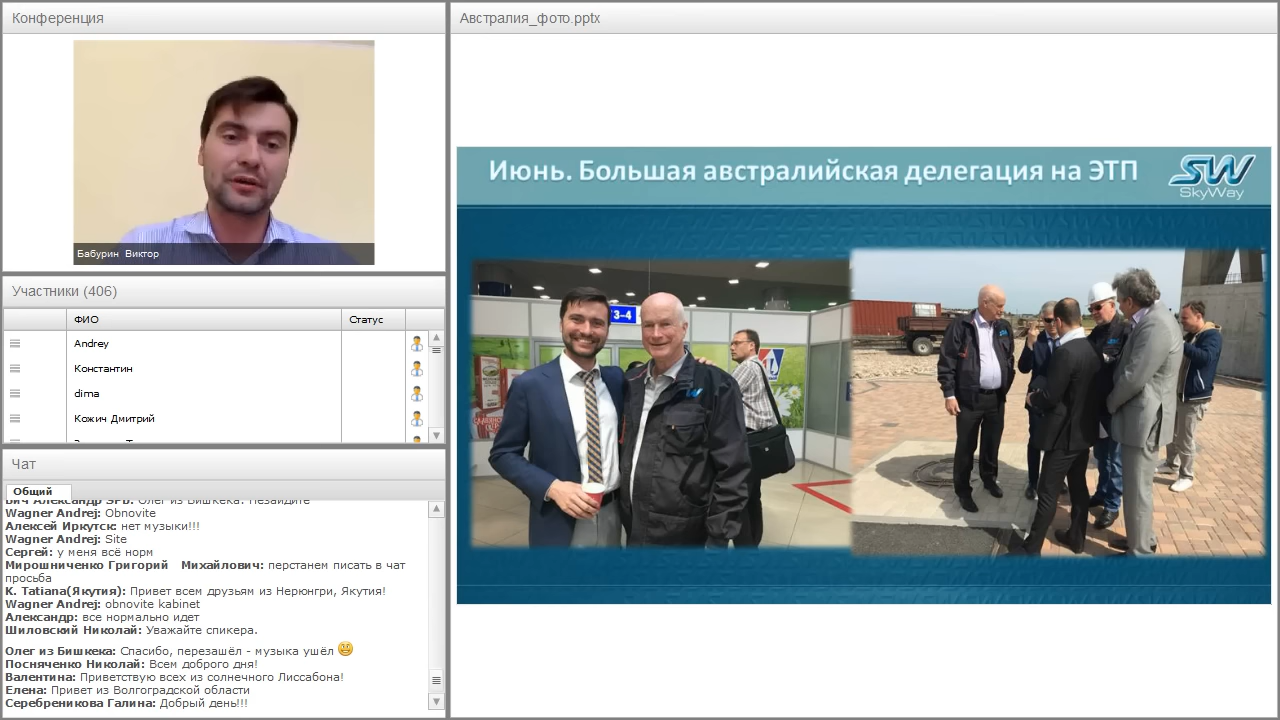 Конференция
Бабурин Виктор
Участники (406)
ФИО
Статус
Andrey
Константин
dima
Кожич Дмитрий
Чат
Общий
Олег из Бишкека: Незайдите
Wagner Andrej: Obnovite
Алексей Иркутск: нет музыки!!!
Wagner Andrej: Site
Сергей: у меня всё норм
Мирошниченко Григорий Михайлович: перстанем писать в чат
просьба
К. Tatiana(Якутия): Привет всем друзьям из Нерюнгри, Якутия!
Wagner Andrej: obnovite kabinet
Александр: все нормально идет
Шиловский Николай: Уважайте спикера.
Олег из Бишкека: Спасибо, перезашёл - музыка ушёл
Посняченко Николай: Всем доброго дня!
Валентина: Приветствую всех из солнечного Лиссабона!
Елена: Привет из Волгоградской области
Серебреникова Галина: Добрый день!!!
Австралия_фото.pptx
Июнь. Большая австралийская делегация на ЭТП
SW
SkyWay
3-4